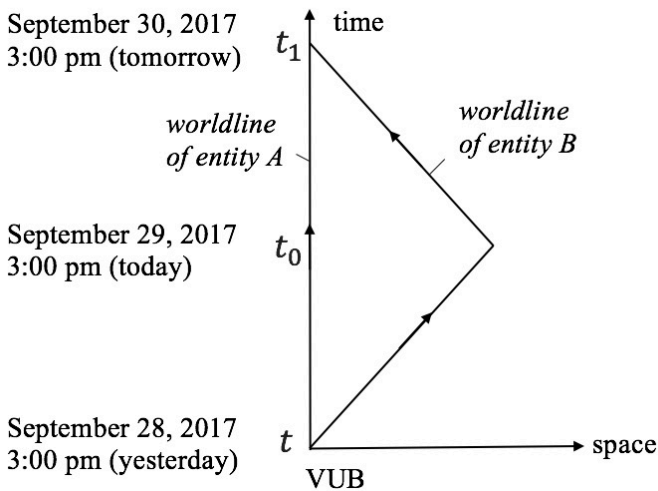 September 30, 2017
3:00 pm (tomorrow)
t₁
time
worldline
of entity A
worldline
of entity B
September 29, 2017
3:00 pm (today)
t₀
September 28, 2017
3:00 pm (yesterday)
t
space
VUB